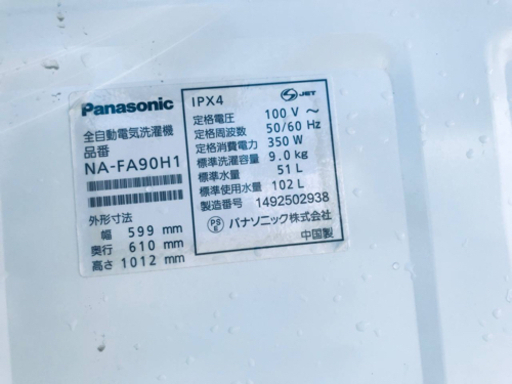 Panasonic
全自動電気洗濯機
品番
NA-FA90H1
外形寸法
幅 599 mm
奥行 610 mm
高さ 1012 mm
IPX4
JET
定格電圧 100 V ～
定格周波数 50/60 Hz
定格消費電力 350 W
標準洗濯容量 9.0 kg
標準水量 51 L
標準使用水量 102 L
製造番号 1492502938
PS E パナソニック株式会社
中国製